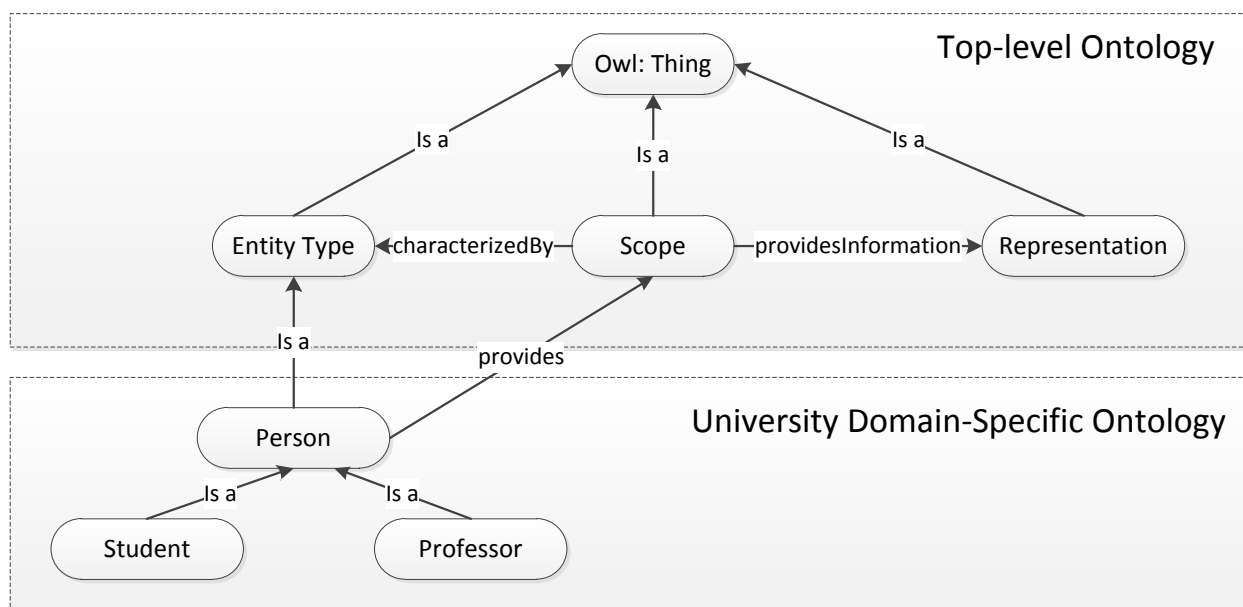 Top-level Ontology
Owl: Thing
Is a
Is a
Is a
Entity Type
characterizedBy
Scope
providesInformation
Representation
Is a
provides
University Domain-Specific Ontology
Person
Is a
Is a
Student
Professor